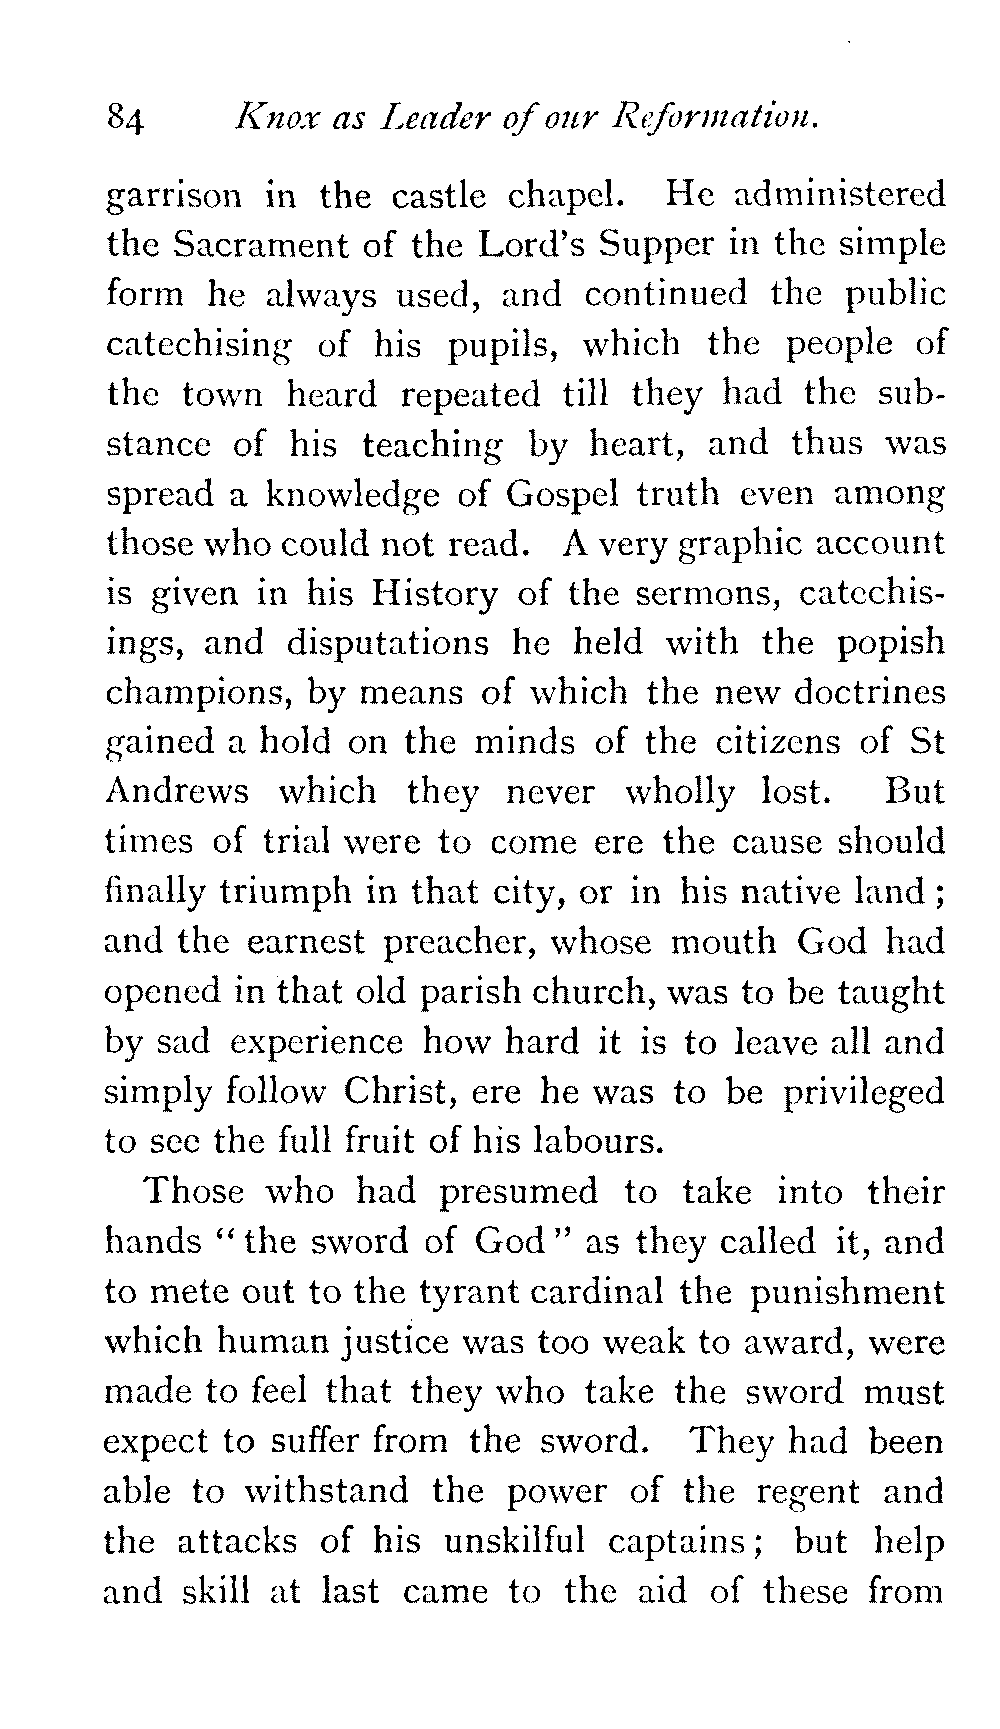 84 Knox as Leader of our Reformation.
garrison in the castle chapel. He administered
the Sacrament of the Lord's Supper in the simple
form he always used, and continued the public
catechising of his pupils, which the people of
the town heard repeated till they had the sub-
stance of his teaching by heart, and thus was
spread a knowledge of Gospel truth even among
those who could not read. A very graphic account
is given in his History of the sermons, catechis-
ings, and disputations he held with the popish
champions, by means of which the new doctrines
gained a hold on the minds of the citizens of St
Andrews which they never wholly lost. But
times of trial were to come ere the cause should
finally triumph in that city, or in his native land ;
and the earnest preacher, whose mouth God had
opened in that old parish church, was to be taught
by sad experience how hard it is to leave all and
simply follow Christ, ere he was to be privileged
to see the full fruit of his labours.
Those who had presumed to take into their
hands “ the sword of God ” as they called it, and
to mete out to the tyrant cardinal the punishment
which human justice was too weak to award, were
made to feel that they who take the sword must
expect to suffer from the sword. They had been
able to withstand the power of the regent and
the attacks of his unskilful captains ; but help
and skill at last came to the aid of these from